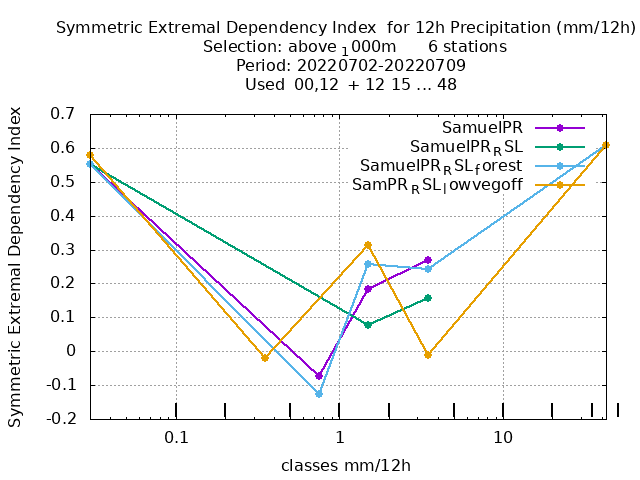 Symmetric Extremal Dependency Index  for 12h Precipitation (mm/12h)
Selection: above 1000m      6 stations
Period: 20220702-20220709
Used  00,12  + 12 15 ... 48
Symmetric Extremal Dependency Index
0.7
0.6
0.5
0.4
0.3
0.2
0.1
0
-0.1
-0.2
SamuelPR
SamuelPR_RSL
SamuelPR_RSL_forest
SamPR_RSL_lowvegoff
0.1 1 10
classes mm/12h